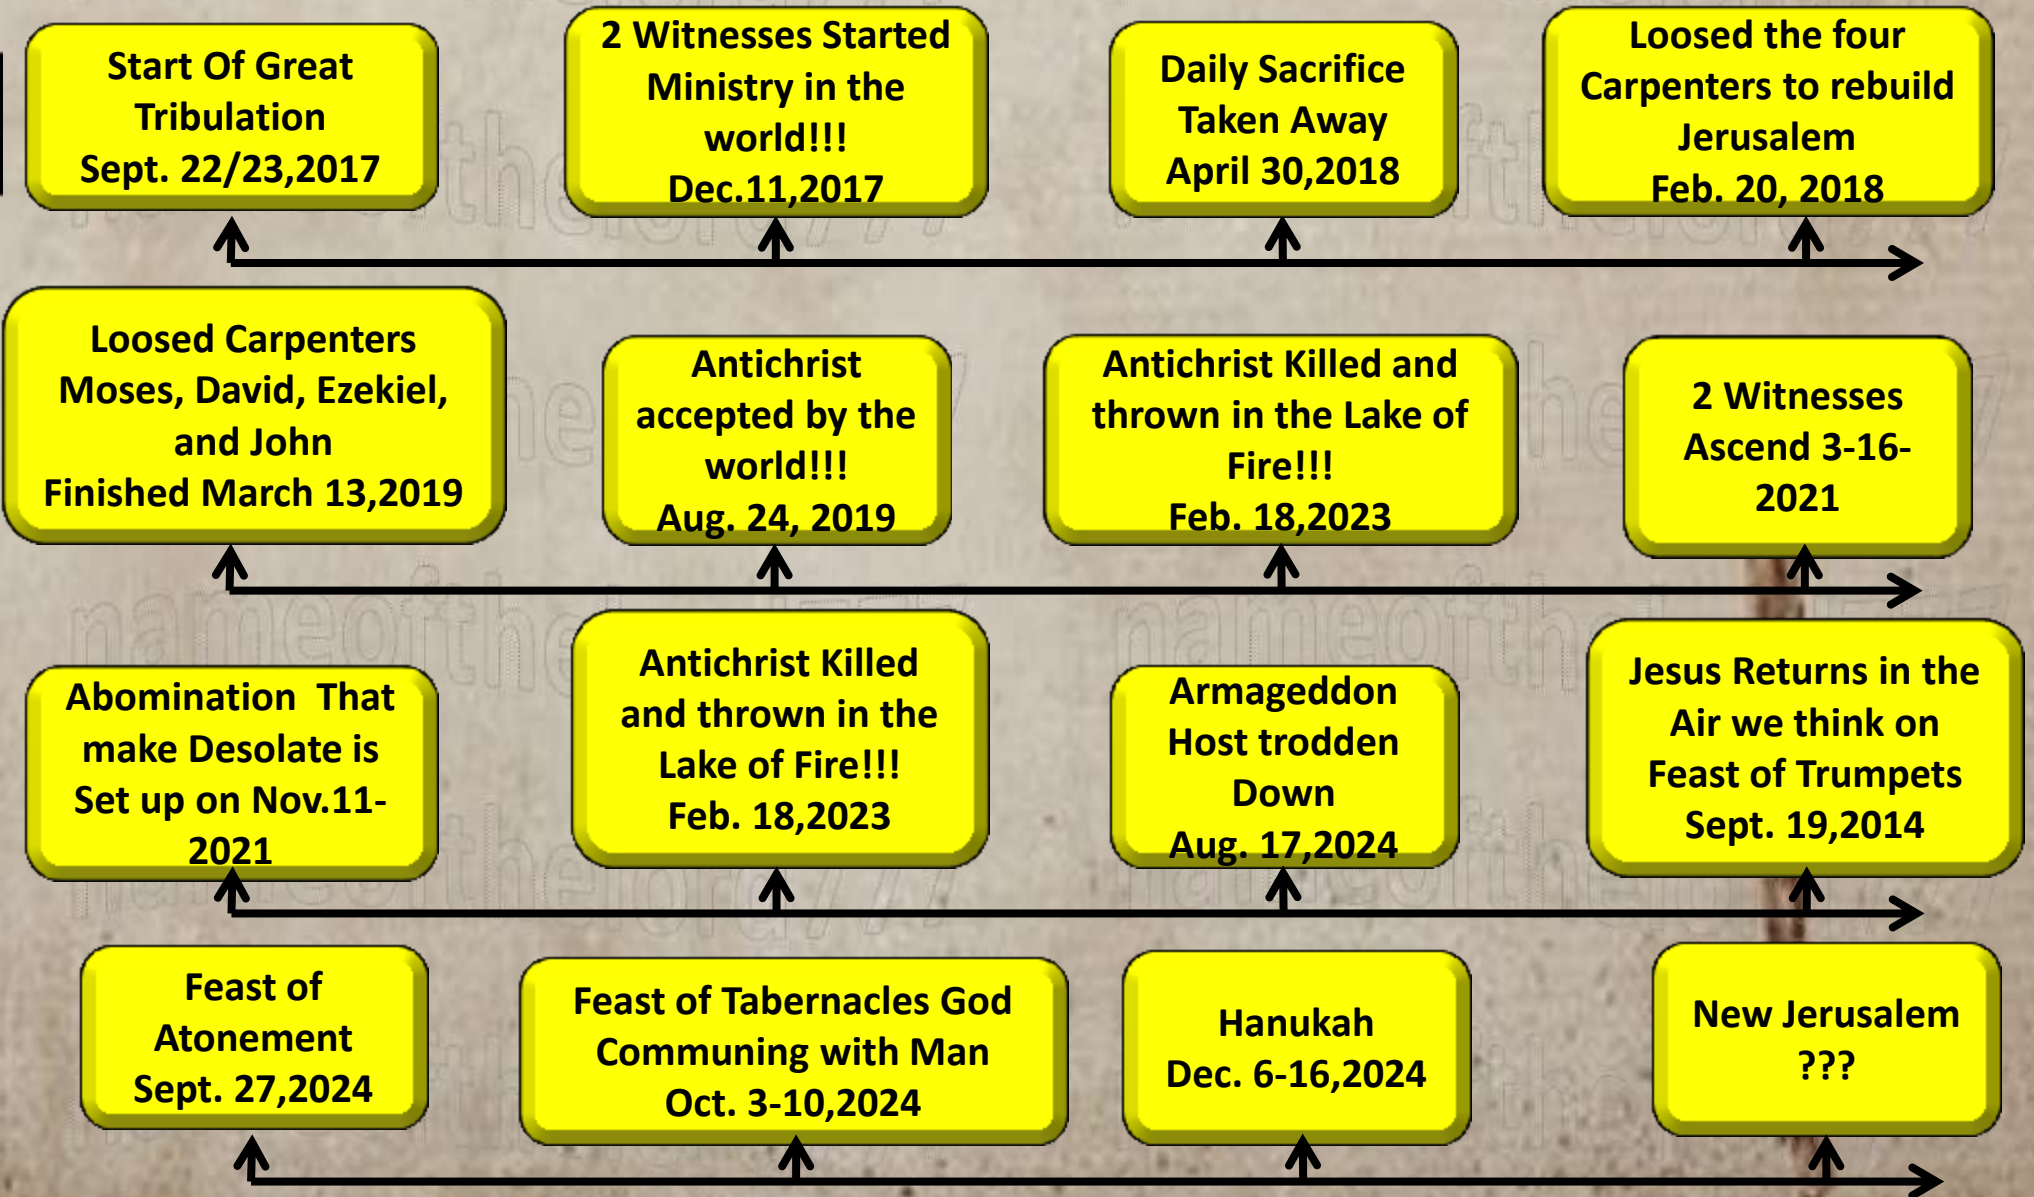 Start Of Great
Tribulation
Sept. 22/23,2017
2 Witnesses Started
Ministry in the
world!!!
Dec.11,2017
Daily Sacrifice
Taken Away
April 30,2018
Loosed the four
Carpenters to rebuild
Jerusalem
Feb. 20, 2018
Loosed Carpenters
Moses, David, Ezekiel,
and John
Finished March 13,2019
Antichrist
accepted by the
world!!!
Aug. 24, 2019
Antichrist Killed and
thrown in the Lake of
Fire!!!
Feb. 18,2023
2 Witnesses
Ascend 3-16-
2021
Abomination That
make Desolate is
Set up on Nov.11-
2021
Antichrist Killed
and thrown in the
Lake of Fire!!!
Feb. 18,2023
Armageddon
Host trodden
Down
Aug. 17,2024
Jesus Returns in the
Air we think on
Feast of Trumpets
Sept. 19,2014
Feast of
Atonement
Sept. 27,2024
Feast of Tabernacles God
Communing with Man
Oct. 3-10,2024
Hanukah
Dec. 6-16,2024
New Jerusalem
???